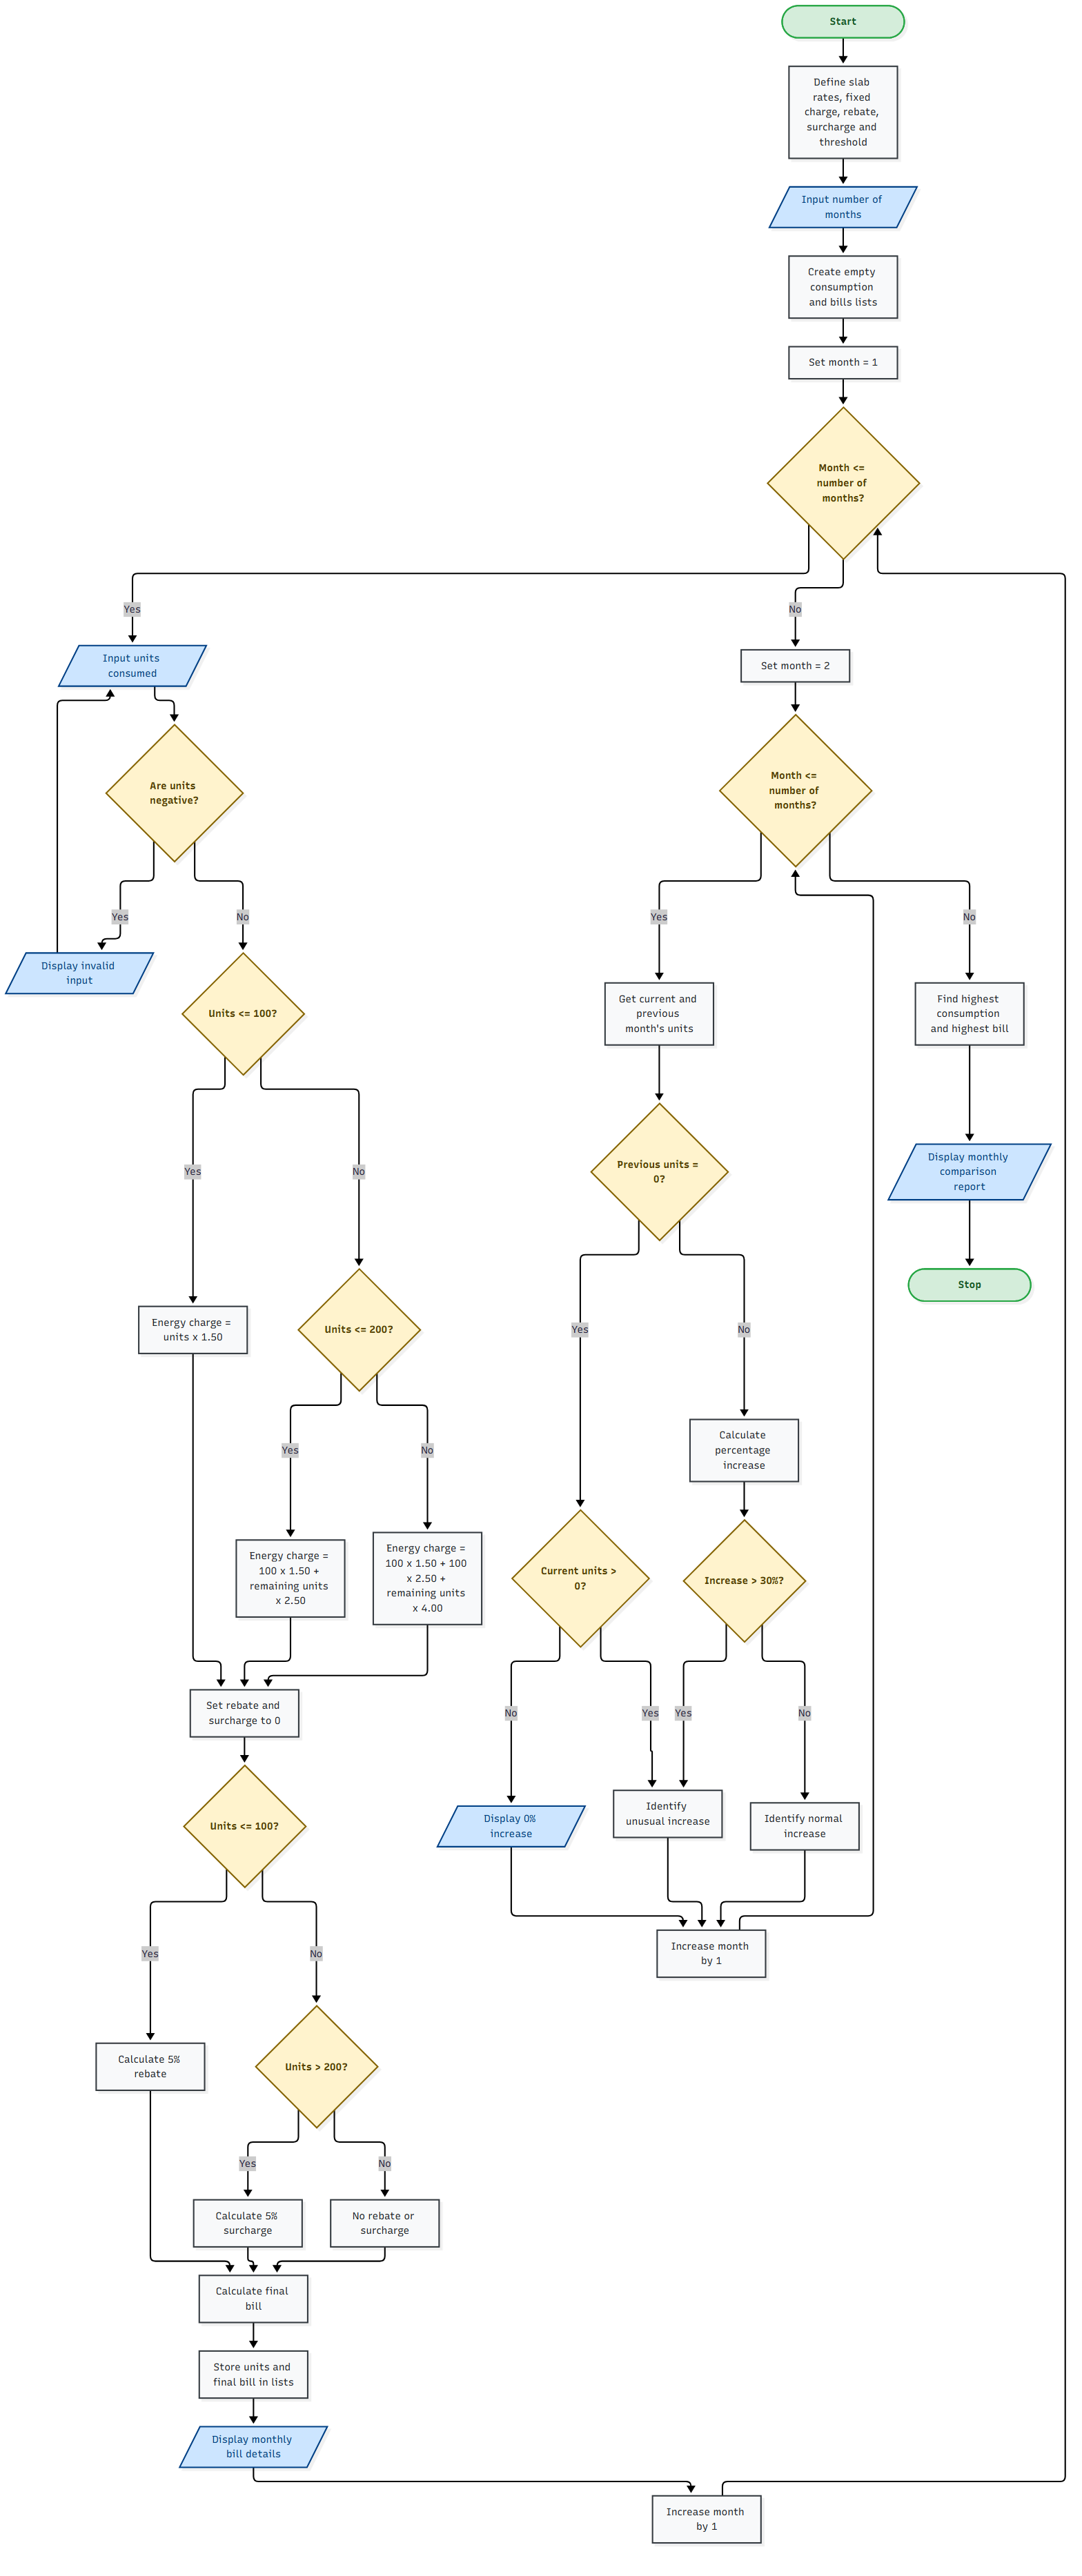 Start
Define slab
rates, fixed
charge, rebate,
surcharge and
threshold
Input number of
months
Create empty
consumption
and bills lists
Set month = 1
Month <=
number of
months?
Yes
No
Input units
consumed
Are units
negative?
Yes
No
Display invalid
input
Units <= 100?
Yes
No
Energy charge =
units x 1.50
Units <= 200?
Yes
No
Energy charge =
100 x 1.50 +
remaining units
x 2.50
Energy charge =
100 x 1.50 + 100
x 2.50 +
remaining units
x 4.00
Set rebate and
surcharge to 0
Units <= 100?
Yes
No
Calculate 5%
rebate
Units > 200?
Yes
No
Calculate 5%
surcharge
No rebate or
surcharge
Calculate final
bill
Store units and
final bill in lists
Display monthly
bill details
Increase month
by 1
Set month = 2
Month <=
number of
months?
Yes
No
Get current and
previous
month's units
Previous units =
0?
Yes
No
Calculate
percentage
increase
Current units >
0?
Increase > 30%?
No
Yes
Yes
No
Display 0%
increase
Identify
unusual increase
Identify normal
increase
Increase month
by 1
Find highest
consumption
and highest bill
Display monthly
comparison
report
Stop